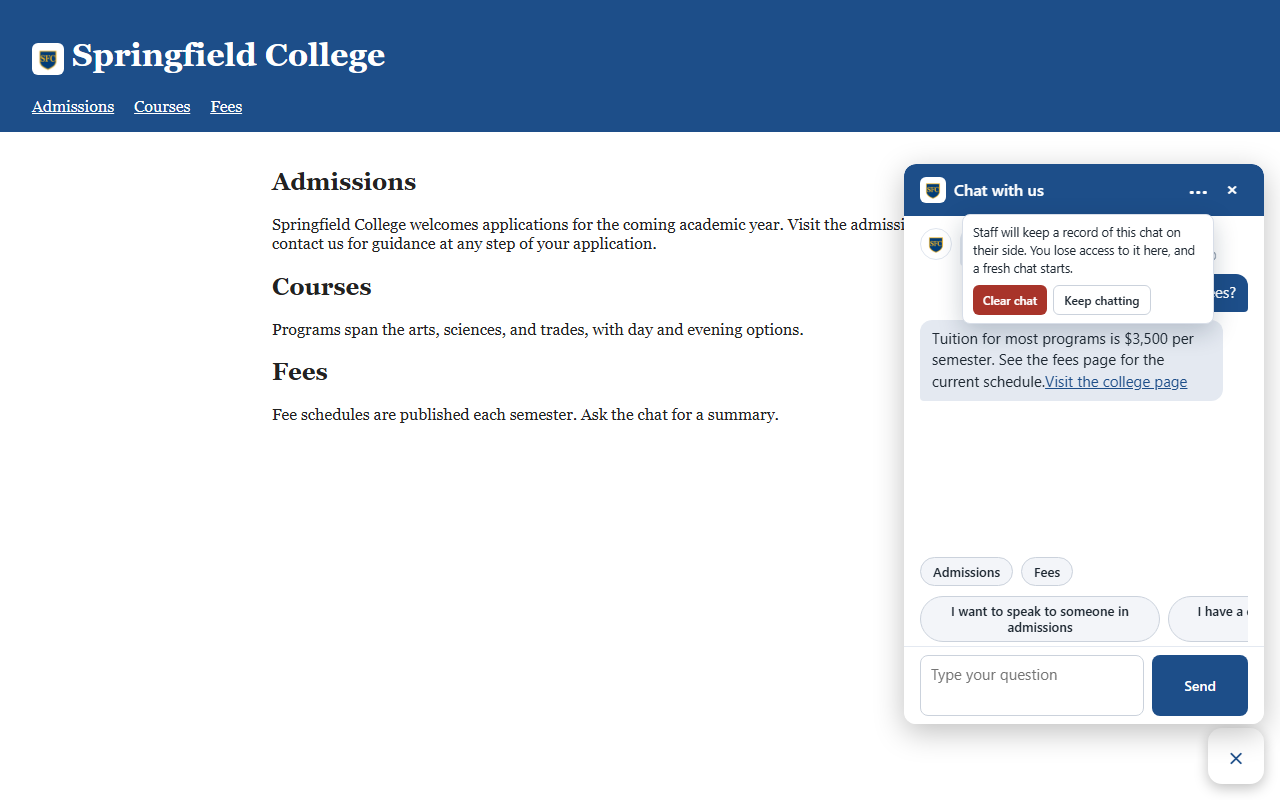 SFC Springfield College
Admissions Courses Fees
Admissions
Springfield College welcomes applications for the coming academic year. Visit the admissi
contact us for guidance at any step of your application.
Courses
Programs span the arts, sciences, and trades, with day and evening options.
Fees
Fee schedules are published each semester. Ask the chat for a summary.
SFC Chat with us
SFC
Staff will keep a record of this chat on
their side. You lose access to it here, and
a fresh chat starts.
Clear chat Keep chatting
ees?
Tuition for most programs is $3,500 per
semester. See the fees page for the
current schedule.Visit the college page
Admissions Fees
I want to speak to someone in
admissions
I have a
Type your question
Send